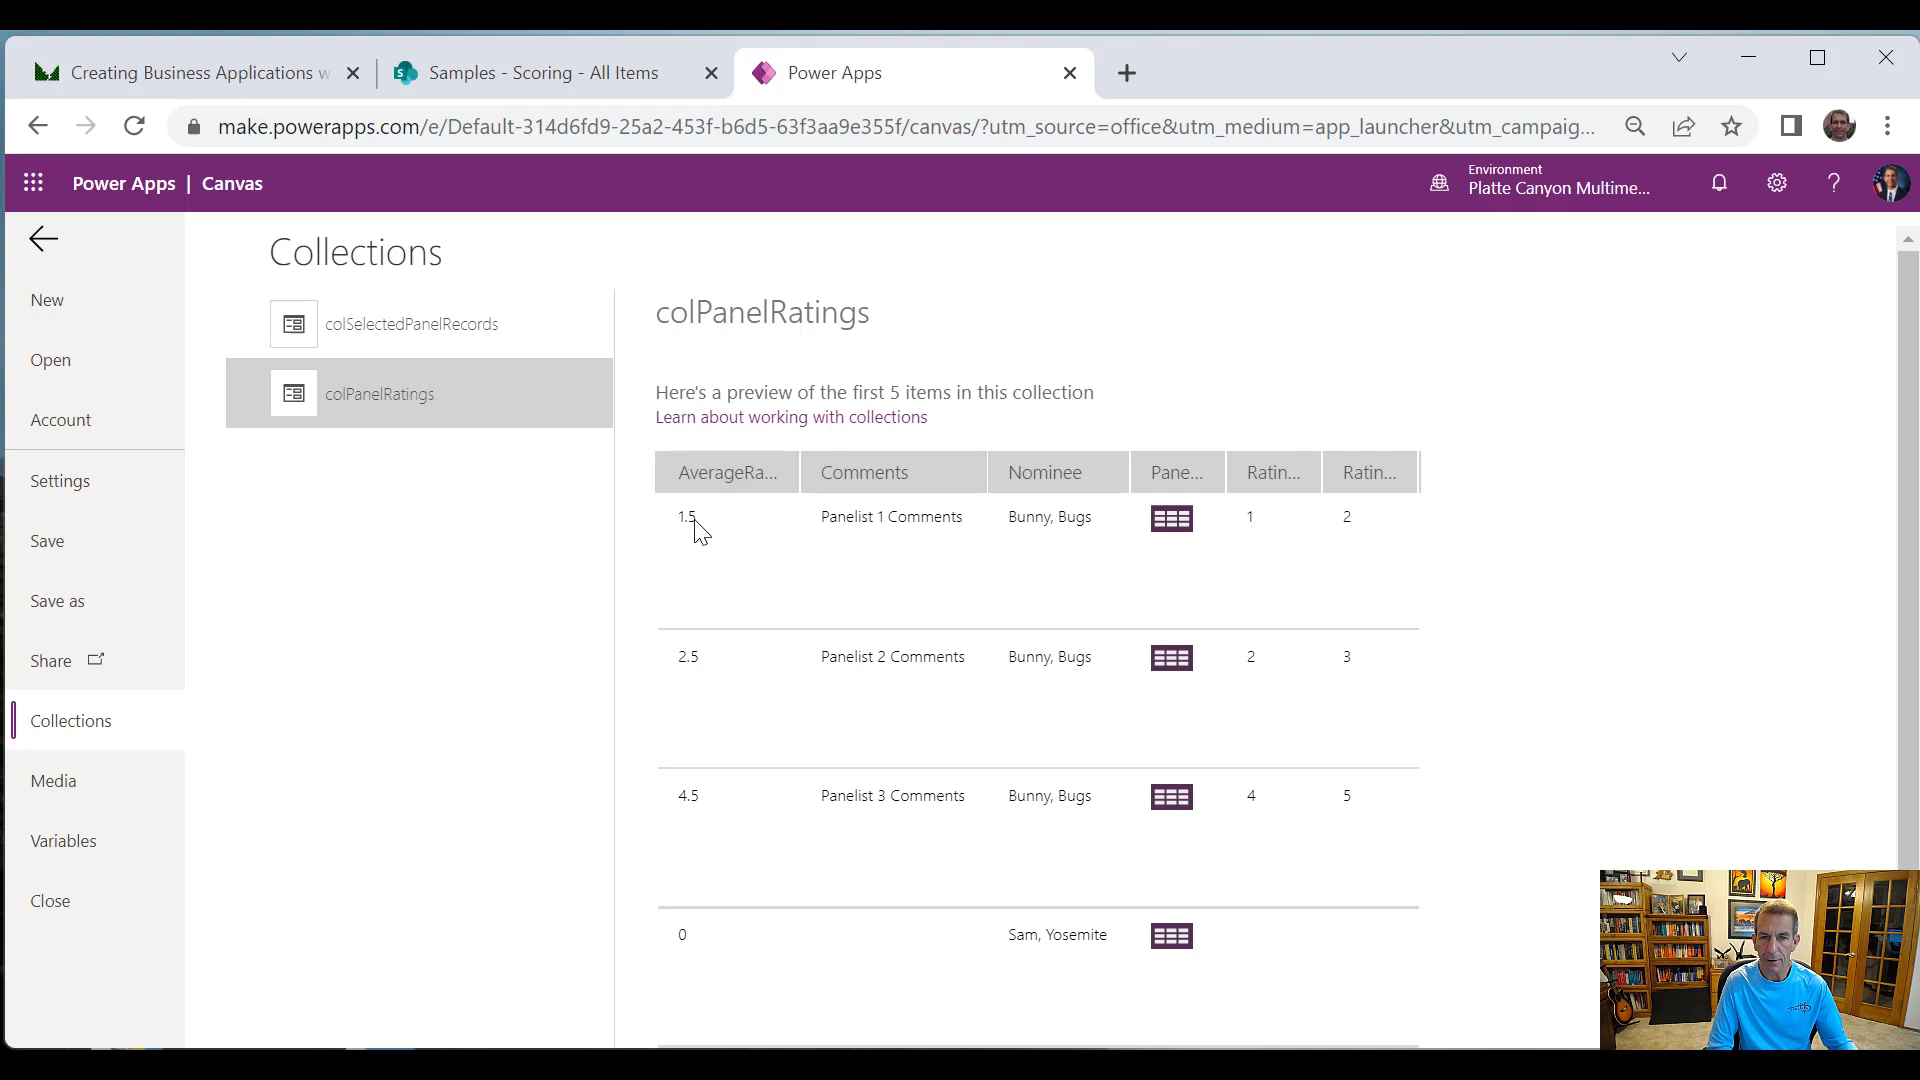 Creating Business Applications w
Samples - Scoring - All Items
Power Apps
make.powerapps.com/e/Default-314d6fd9-25a2-453f-b6d5-63f3aa9e355f/canvas/?utm_source=office&utm_medium=app_launcher&utm_campaig...
Power Apps | Canvas
Environment
Platte Canyon Multime...
Collections
New
Open
Account
Settings
Save
Save as
Share
Collections
Media
Variables
Close
colSelectedPanelRecords
colPanelRatings
colPanelRatings
Here's a preview of the first 5 items in this collection
Learn about working with collections
AverageRa... Comments Nominee Pane... Ratin... Ratin...
1.5 Panelist 1 Comments Bunny, Bugs 1 2
2.5 Panelist 2 Comments Bunny, Bugs 2 3
4.5 Panelist 3 Comments Bunny, Bugs 4 5
0 Sam, Yosemite